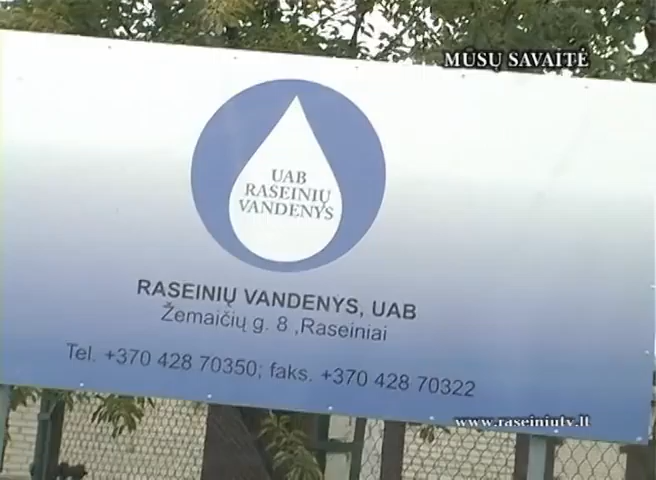 MŪSŲ SAVAITĖ
UAB
RASEINIŲ
VANDENYS
RASEINIŲ VANDENYS, UAB
Žemaičių g. 8 ,Raseiniai
Tel. +370 428 70350; faks. +370 428 70322
www.raseiniutv.lt